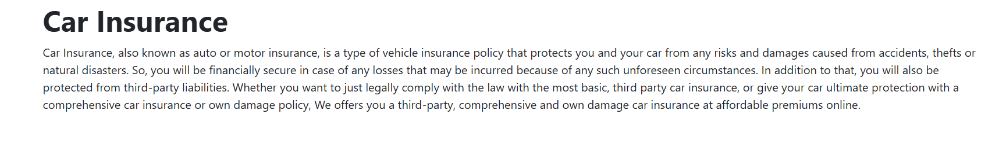 Car Insurance
Car Insurance, also known as auto or motor insurance, is a type of vehicle insurance policy that protects you and your car from any risks and damages caused from accidents, thefts or
natural disasters. So, you will be financially secure in case of any losses that may be incurred because of any such unforeseen circumstances. In addition to that, you will also be
protected from third-party liabilities. Whether you want to just legally comply with the law with the most basic, third party car insurance, or give your car ultimate protection with a
comprehensive car insurance or own damage policy, We offers you a third-party, comprehensive and own damage car insurance at affordable premiums online.